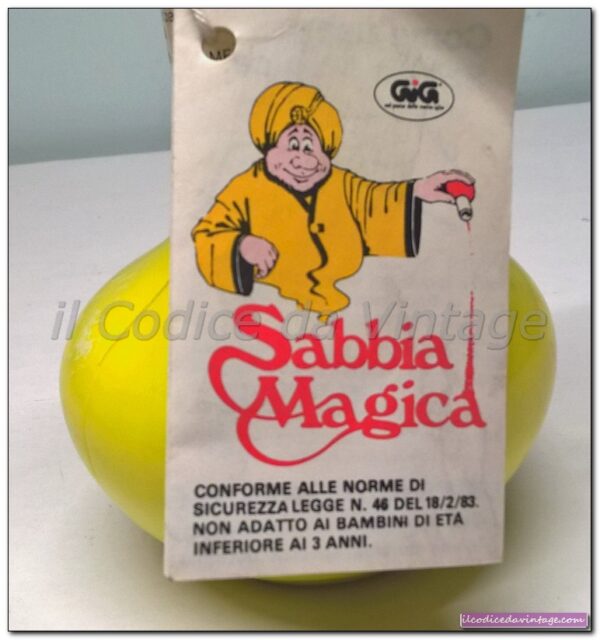 GiG
il Codice da Vintage
Sabbia
Magica
CONFORME ALLE NORME DI
SICUREZZA LEGGE N. 46 DEL 18/2/83.
NON ADATTO AI BAMBINI DI ETÀ
INFERIORE AI 3 ANNI.
ilcodicedavintage.com